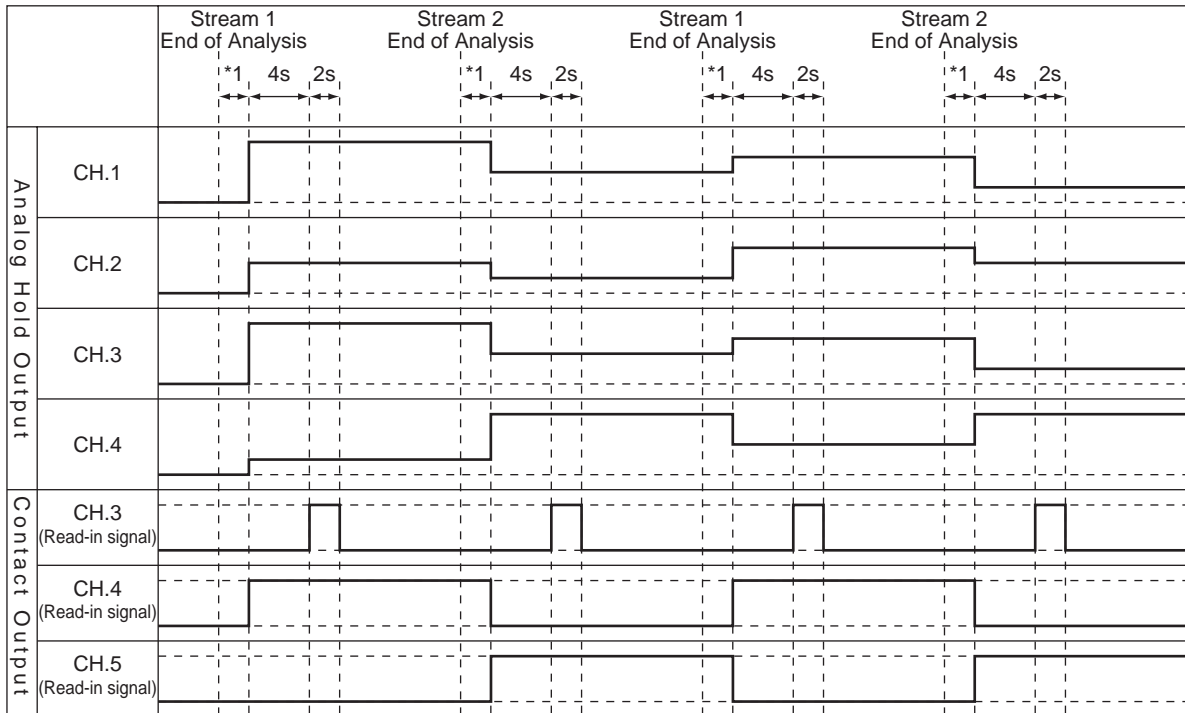 Stream 1
End of Analysis
Stream 2
End of Analysis
Stream 1
End of Analysis
Stream 2
End of Analysis
*1 4s 2s
*1 4s 2s
*1 4s 2s
*1 4s 2s
Analog Hold Output
CH.1
CH.2
CH.3
CH.4
Contact Output
CH.3
(Read-in signal)
CH.4
(Read-in signal)
CH.5
(Read-in signal)